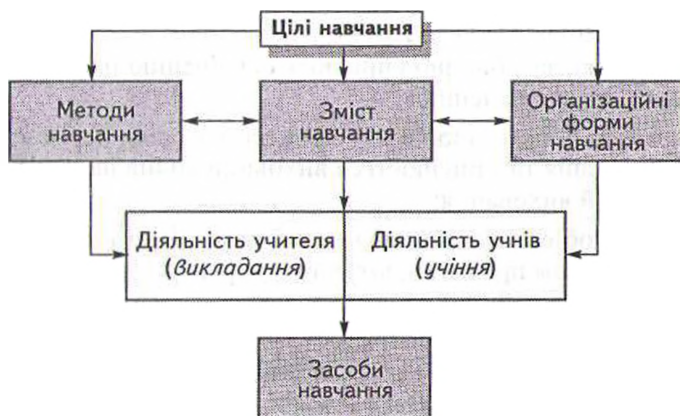 Цілі навчання
Методи
навчання
Зміст
навчання
Організаційні
форми
навчання
Діяльність учителя
(викладання)
Діяльність учнів
(учіння)
Засоби
навчання